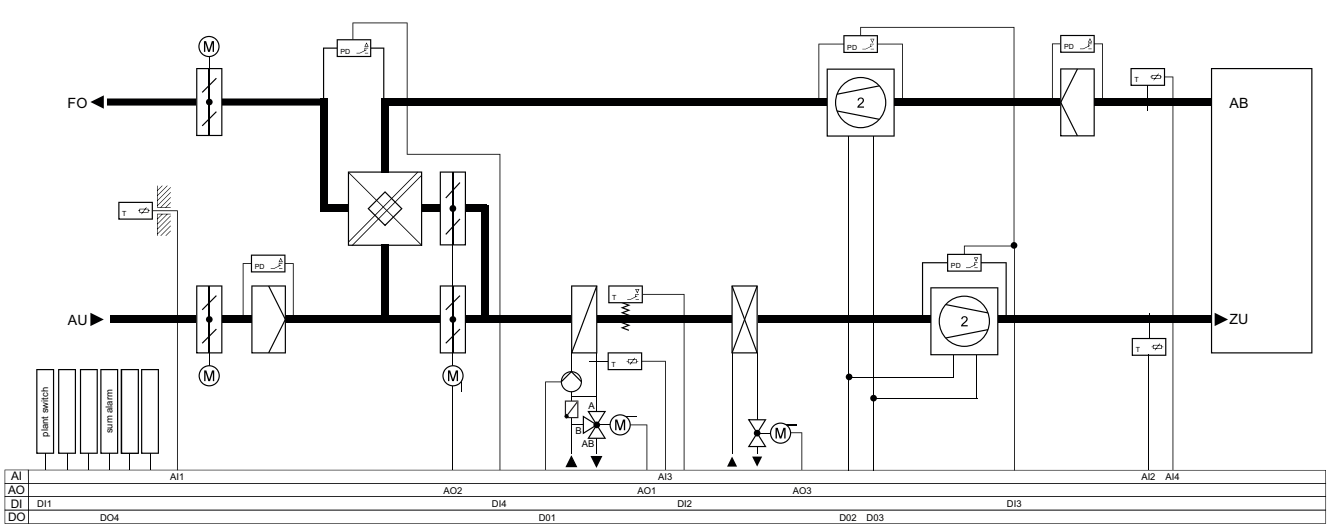 M
PD
PD
PD
T
FO
2
AB
T
PD
PD
AU
T
2
ZU
M
T
T
plant switch
sum alarm
M
A
B
M
M
AB
AI AI1 AI3 AI2 AI4
AO AO2 AO1 AO3
DI DI1 DI4 DI2 DI3
DO DO4 D01 D02 D03